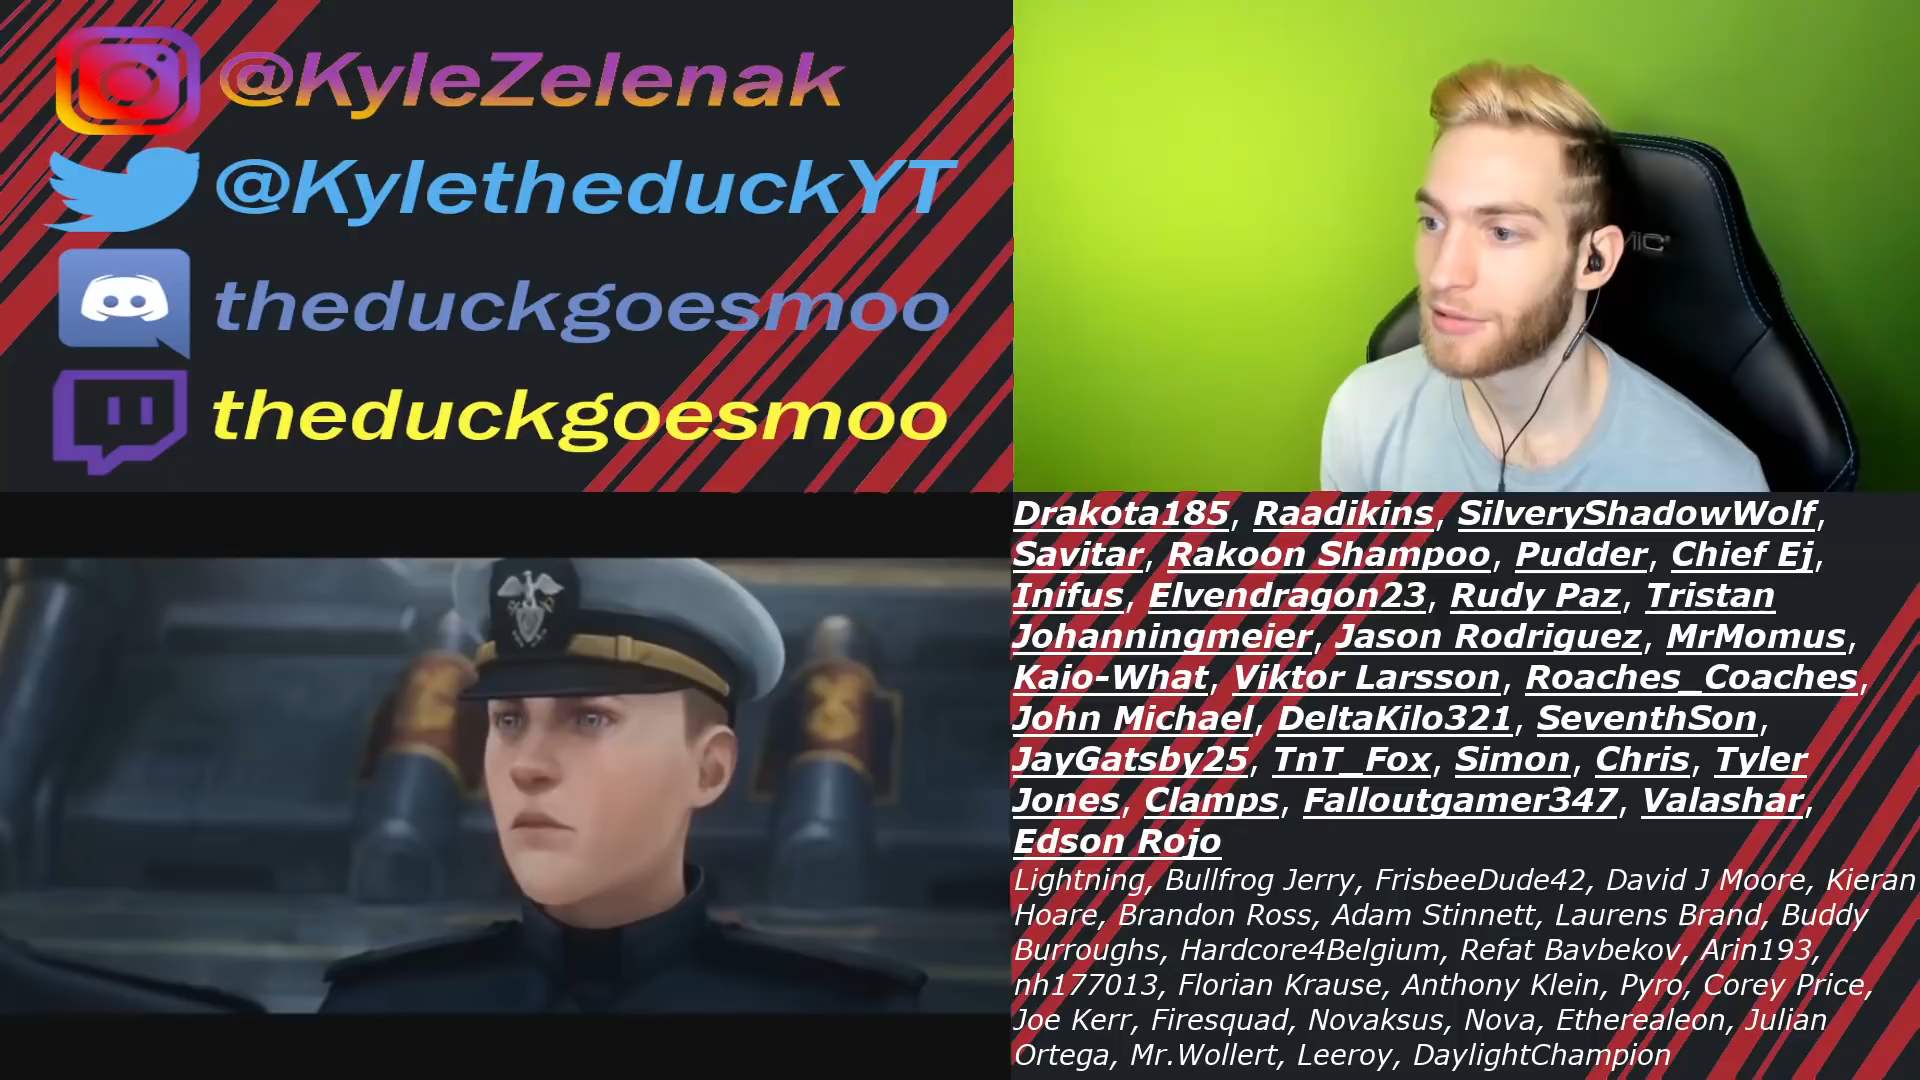 @KyleZelenak
@KyletheduckYT
theduckgoesmoo
theduckgoesmoo
Drakota185, Raadikins, SilveryShadowWolf,
Savitar, Rakoon Shampoo, Pudder, Chief Ej,
Inifus, Elvendragon23, Rudy Paz, Tristan
Johanningmeier, Jason Rodriguez, MrMomus,
Kaio-What, Viktor Larsson, Roaches_Coaches,
John Michael, DeltaKilo321, SeventhSon,
JayGatsby25, TnT_Fox, Simon, Chris, Tyler
Jones, Clamps, Falloutgamer347, Valashar,
Edson Rojo
Lightning, Bullfrog Jerry, FrisbeeDude42, David J Moore, Kieran
Hoare, Brandon Ross, Adam Stinnett, Laurens Brand, Buddy
Burroughs, Hardcore4Belgium, Refat Bavbekov, Arin193,
nh177013, Florian Krause, Anthony Klein, Pyro, Corey Price,
Joe Kerr, Firesquad, Novaksus, Nova, Etherealeon, Julian
Ortega, Mr.Wollert, Leeroy, DaylightChampion